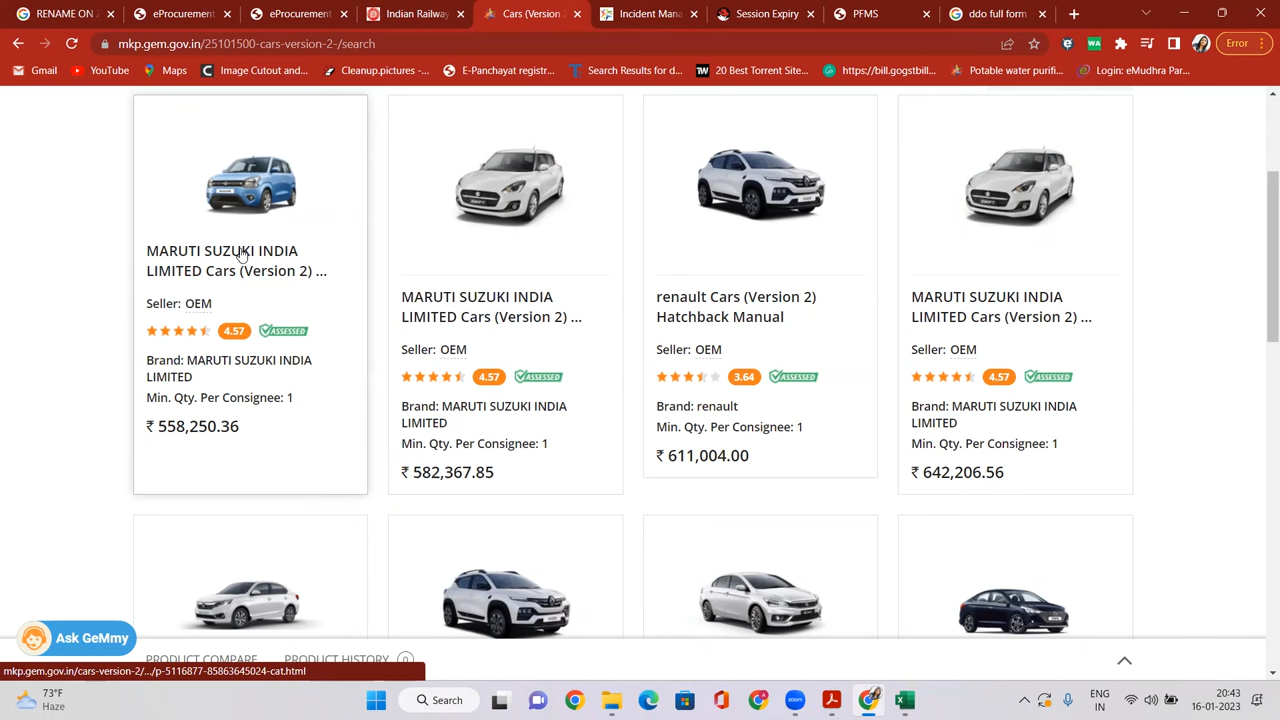 RENAME ON Z
eProcurement
eProcurement
Indian Railway
Cars (Version 2
Incident Mana
Session Expiry
PFMS
ddo full form
mkp.gem.gov.in/25101500-cars-version-2-/search
Error
Gmail
YouTube
Maps
Image Cutout and...
Cleanup.pictures -...
E-Panchayat registr...
Search Results for d...
20 Best Torrent Site...
https://bill.gogstbill...
Potable water purifi...
Login: eMudhra Par...
MARUTI SUZUKI INDIA
LIMITED Cars (Version 2) ...
Seller: OEM
4.57 ASSESSED
Brand: MARUTI SUZUKI INDIA
LIMITED
Min. Qty. Per Consignee: 1
₹ 558,250.36
MARUTI SUZUKI INDIA
LIMITED Cars (Version 2) ...
Seller: OEM
4.57 ASSESSED
Brand: MARUTI SUZUKI INDIA
LIMITED
Min. Qty. Per Consignee: 1
₹ 582,367.85
renault Cars (Version 2)
Hatchback Manual
Seller: OEM
3.64 ASSESSED
Brand: renault
Min. Qty. Per Consignee: 1
₹ 611,004.00
MARUTI SUZUKI INDIA
LIMITED Cars (Version 2) ...
Seller: OEM
4.57 ASSESSED
Brand: MARUTI SUZUKI INDIA
LIMITED
Min. Qty. Per Consignee: 1
₹ 642,206.56
Ask GeMmy
PRODUCT COMPARE
PRODUCT HISTORY 0
mkp.gem.gov.in/cars-version-2/.../p-5116877-85863645024-cat.html
73°F
Haze
Search
zoom
ENG
IN
20:43
16-01-2023